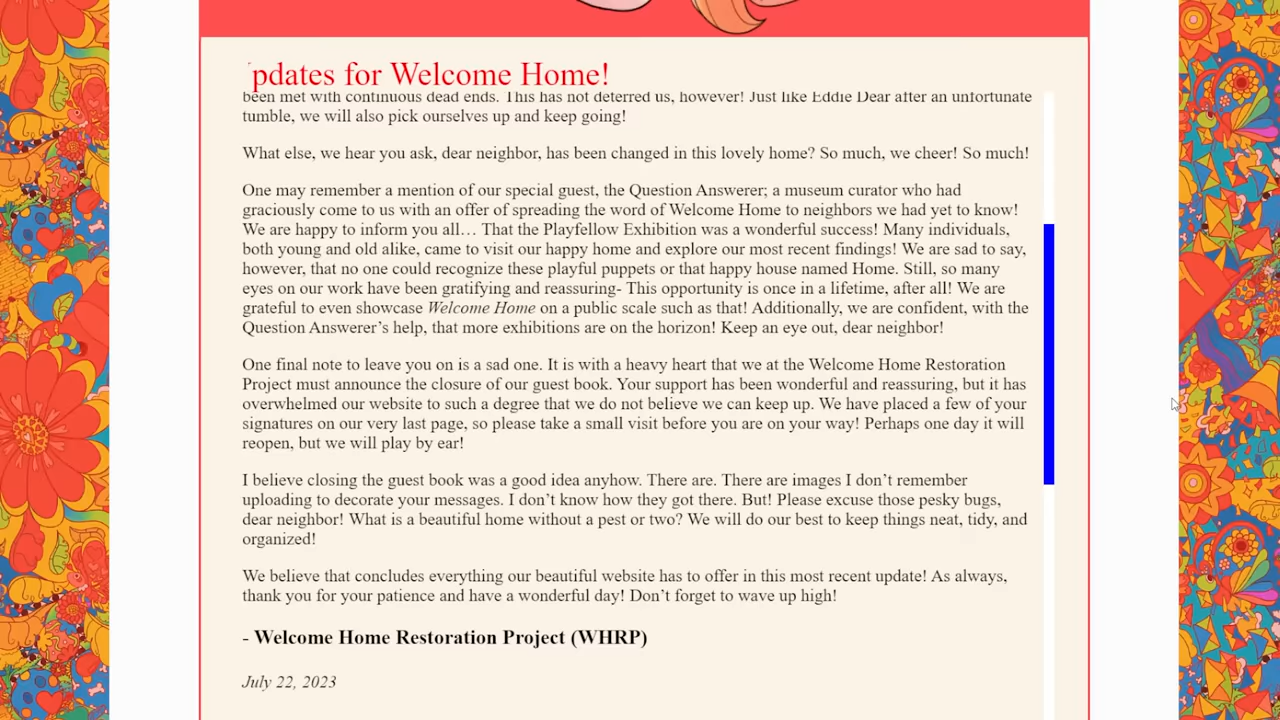 pdates for Welcome Home!
been met with continuous dead ends. This has not deterred us, however! Just like Eddie Dear after an unfortunate
tumble, we will also pick ourselves up and keep going!
What else, we hear you ask, dear neighbor, has been changed in this lovely home? So much, we cheer! So much!
One may remember a mention of our special guest, the Question Answerer; a museum curator who had
graciously come to us with an offer of spreading the word of Welcome Home to neighbors we had yet to know!
We are happy to inform you all… That the Playfellow Exhibition was a wonderful success! Many individuals,
both young and old alike, came to visit our happy home and explore our most recent findings! We are sad to say,
however, that no one could recognize these playful puppets or that happy house named Home. Still, so many
eyes on our work have been gratifying and reassuring- This opportunity is once in a lifetime, after all! We are
grateful to even showcase Welcome Home on a public scale such as that! Additionally, we are confident, with the
Question Answerer’s help, that more exhibitions are on the horizon! Keep an eye out, dear neighbor!
One final note to leave you on is a sad one. It is with a heavy heart that we at the Welcome Home Restoration
Project must announce the closure of our guest book. Your support has been wonderful and reassuring, but it has
overwhelmed our website to such a degree that we do not believe we can keep up. We have placed a few of your
signatures on our very last page, so please take a small visit before you are on your way! Perhaps one day it will
reopen, but we will play by ear!
I believe closing the guest book was a good idea anyhow. There are. There are images I don’t remember
uploading to decorate your messages. I don’t know how they got there. But! Please excuse those pesky bugs,
dear neighbor! What is a beautiful home without a pest or two? We will do our best to keep things neat, tidy, and
organized!
We believe that concludes everything our beautiful website has to offer in this most recent update! As always,
thank you for your patience and have a wonderful day! Don’t forget to wave up high!
- Welcome Home Restoration Project (WHRP)
July 22, 2023